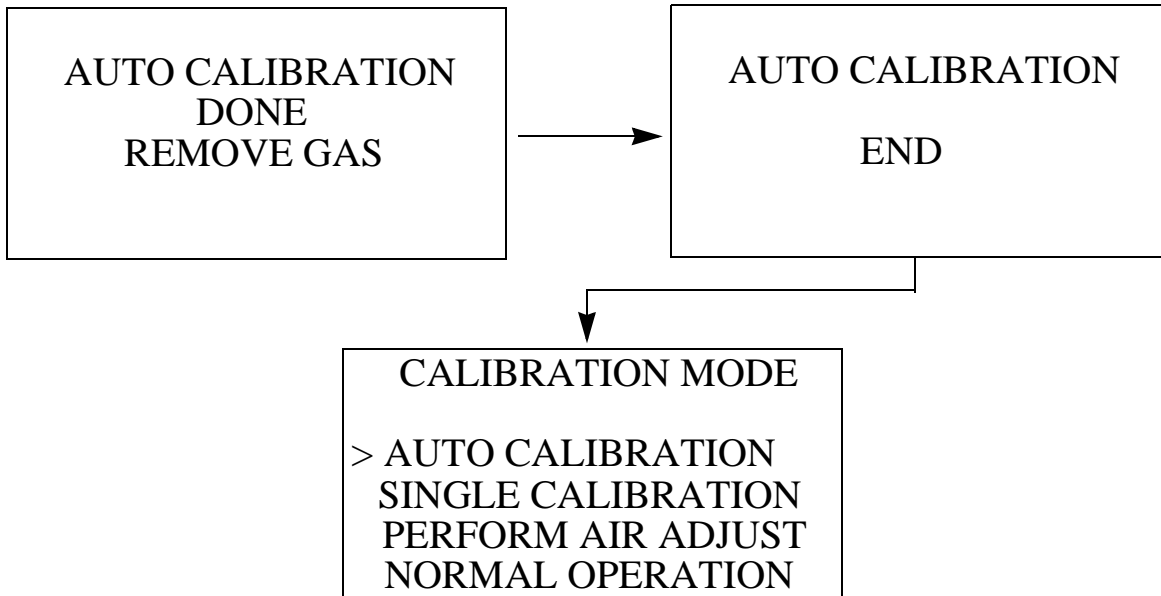 AUTO CALIBRATION
DONE
REMOVE GAS
AUTO CALIBRATION
END
CALIBRATION MODE
> AUTO CALIBRATION
SINGLE CALIBRATION
PERFORM AIR ADJUST
NORMAL OPERATION